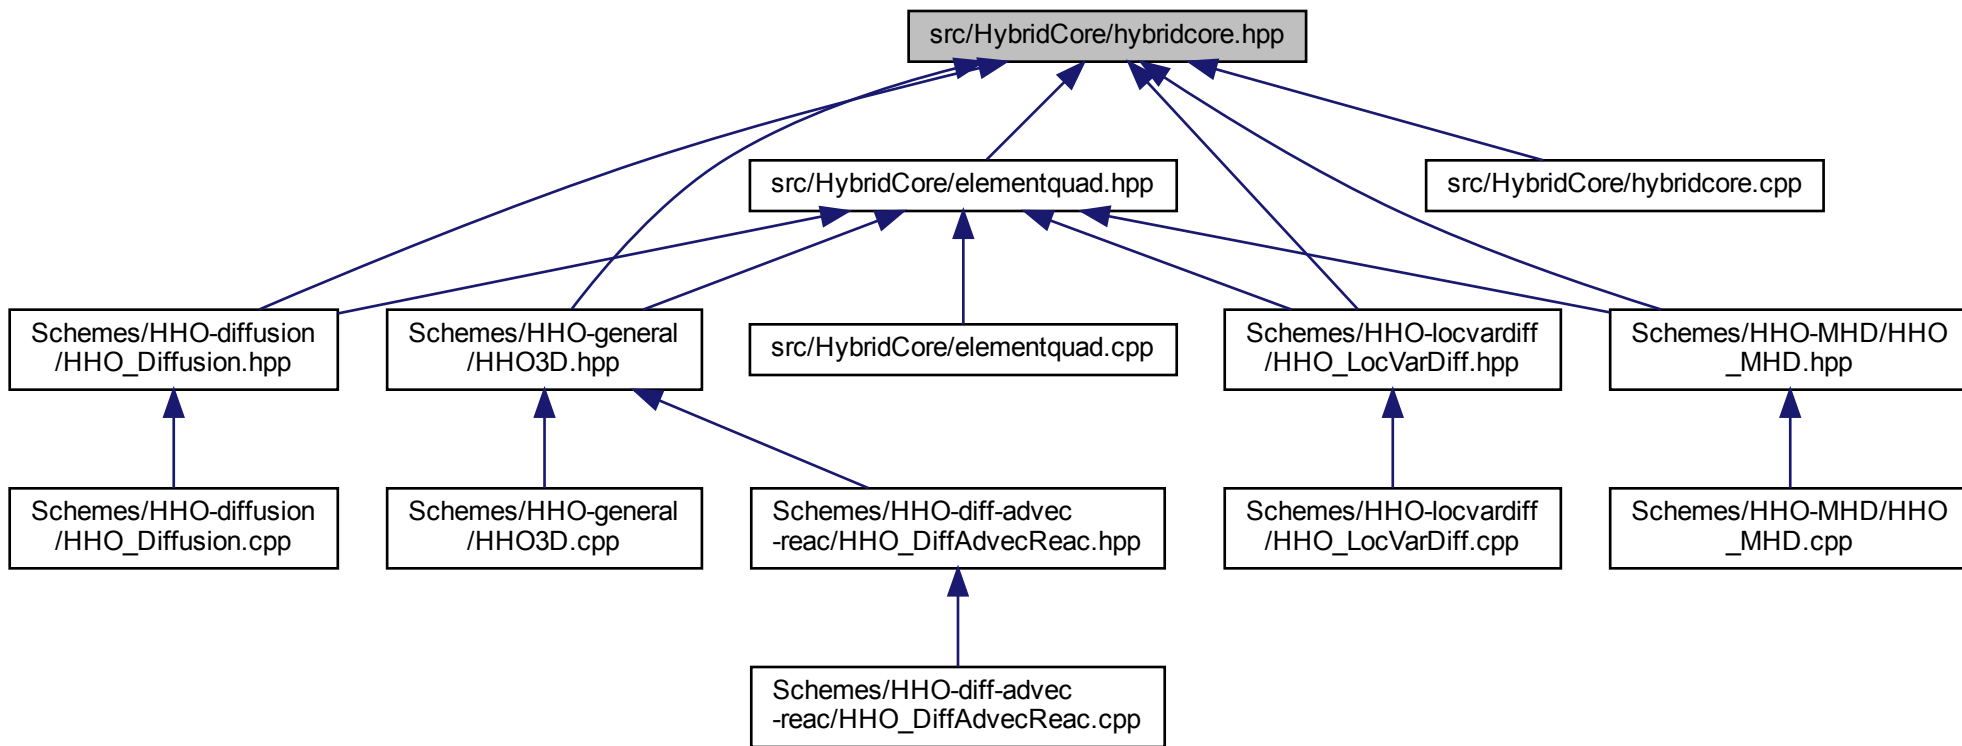 src/HybridCore/hybridcore.hpp
src/HybridCore/elementquad.hpp
src/HybridCore/hybridcore.cpp
Schemes/HHO-diffusion
/HHO_Diffusion.hpp
Schemes/HHO-general
/HHO3D.hpp
src/HybridCore/elementquad.cpp
Schemes/HHO-locvardiff
/HHO_LocVarDiff.hpp
Schemes/HHO-MHD/HHO
_MHD.hpp
Schemes/HHO-diffusion
/HHO_Diffusion.cpp
Schemes/HHO-general
/HHO3D.cpp
Schemes/HHO-diff-advec
-reac/HHO_DiffAdvecReac.hpp
Schemes/HHO-locvardiff
/HHO_LocVarDiff.cpp
Schemes/HHO-MHD/HHO
_MHD.cpp
Schemes/HHO-diff-advec
-reac/HHO_DiffAdvecReac.cpp